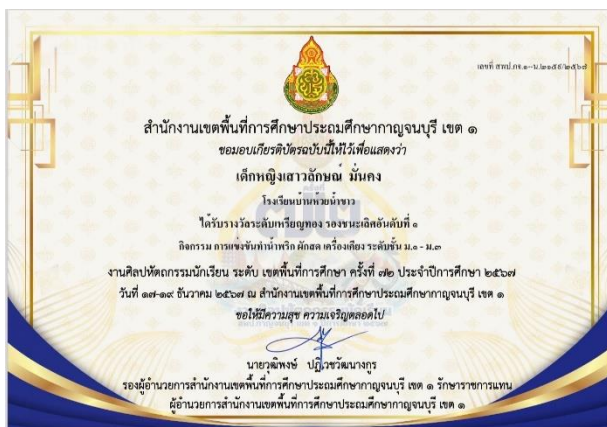 เลขที่ สพป.กจ.๑-น.๒๑๕๕/๒๕๖๗
สำนักงานเขตพื้นที่การศึกษาประถมศึกษากาญจนบุรี เขต ๑
ขอมอบเกียรติบัตรฉบับนี้ให้ไว้เพื่อแสดงว่า
เด็กหญิงเสาวลักษณ์ มั่นคง
โรงเรียนบ้านห้วยน้ำขาว
ได้รับรางวัลระดับเหรียญทอง รองชนะเลิศอันดับที่ ๑
กิจกรรม การแข่งขันทำน้ำพริก ผักสด เครื่องเคียง ระดับชั้น ม.๑ - ม.๓
งานศิลปหัตถกรรมนักเรียน ระดับ เขตพื้นที่การศึกษา ครั้งที่ ๗๒ ประจำปีการศึกษา ๒๕๖๗
วันที่ ๑๗-๑๙ ธันวาคม ๒๕๖๗ ณ สำนักงานเขตพื้นที่การศึกษาประถมศึกษากาญจนบุรี เขต ๑
ขอให้มีความสุข ความเจริญตลอดไป
นายวุฒิพงษ์ ปฏิเวชวัฒนางกูร
รองผู้อำนวยการสำนักงานเขตพื้นที่การศึกษาประถมศึกษากาญจนบุรี เขต ๑ รักษาราชการแทน
ผู้อำนวยการสำนักงานเขตพื้นที่การศึกษาประถมศึกษากาญจนบุรี เขต ๑